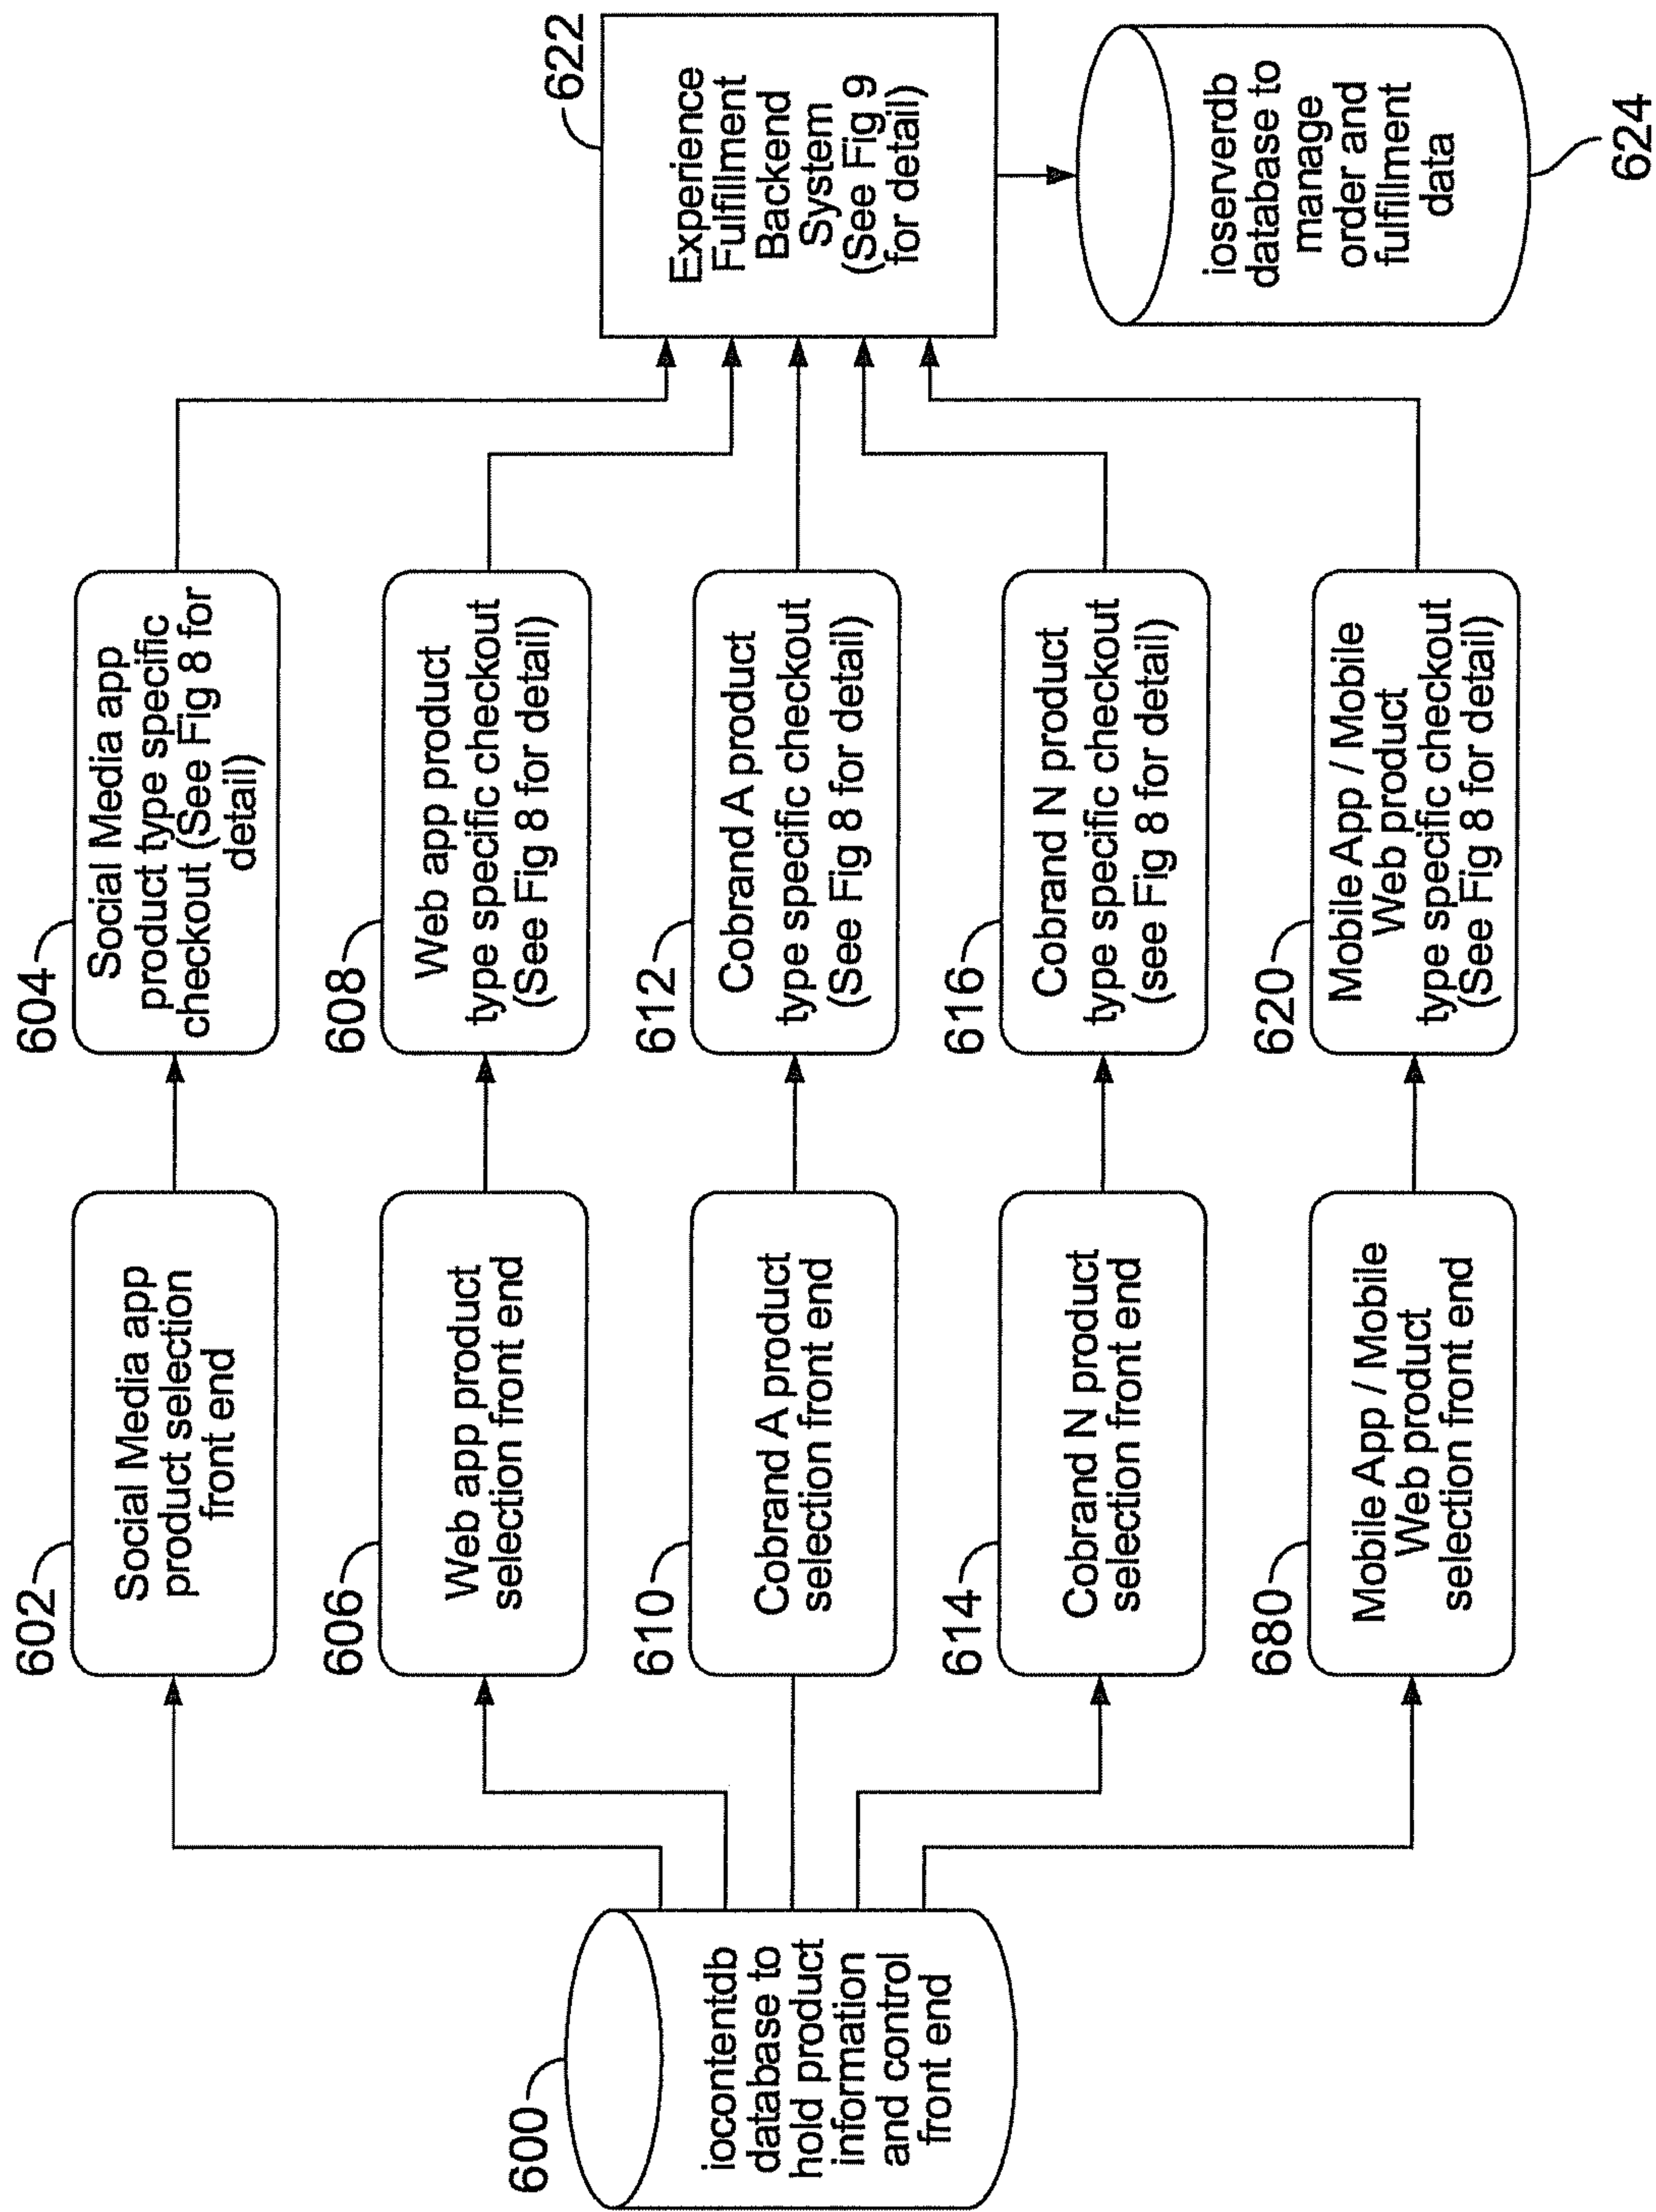 600
iocontentdb
database to
hold product
information
and control
front end
602
Social Media app
product selection
front end
606
Web app product
selection front end
610
Cobrand A product
selection front end
614
Cobrand N product
selection front end
680
Mobile App / Mobile
Web product
selection front end
604
Social Media app
product type specific
checkout (See Fig 8 for
detail)
608
Web app product
type specific checkout
(See Fig 8 for detail)
612
Cobrand A product
type specific checkout
(See Fig 8 for detail)
616
Cobrand N product
type specific checkout
(see Fig 8 for detail)
620
Mobile App / Mobile
Web product
type specific checkout
(See Fig 8 for detail)
622
Experience
Fulfillment
Backend
System
(See Fig 9
for detail)
ioserverdb
database to
manage
order and
fulfillment
data
624